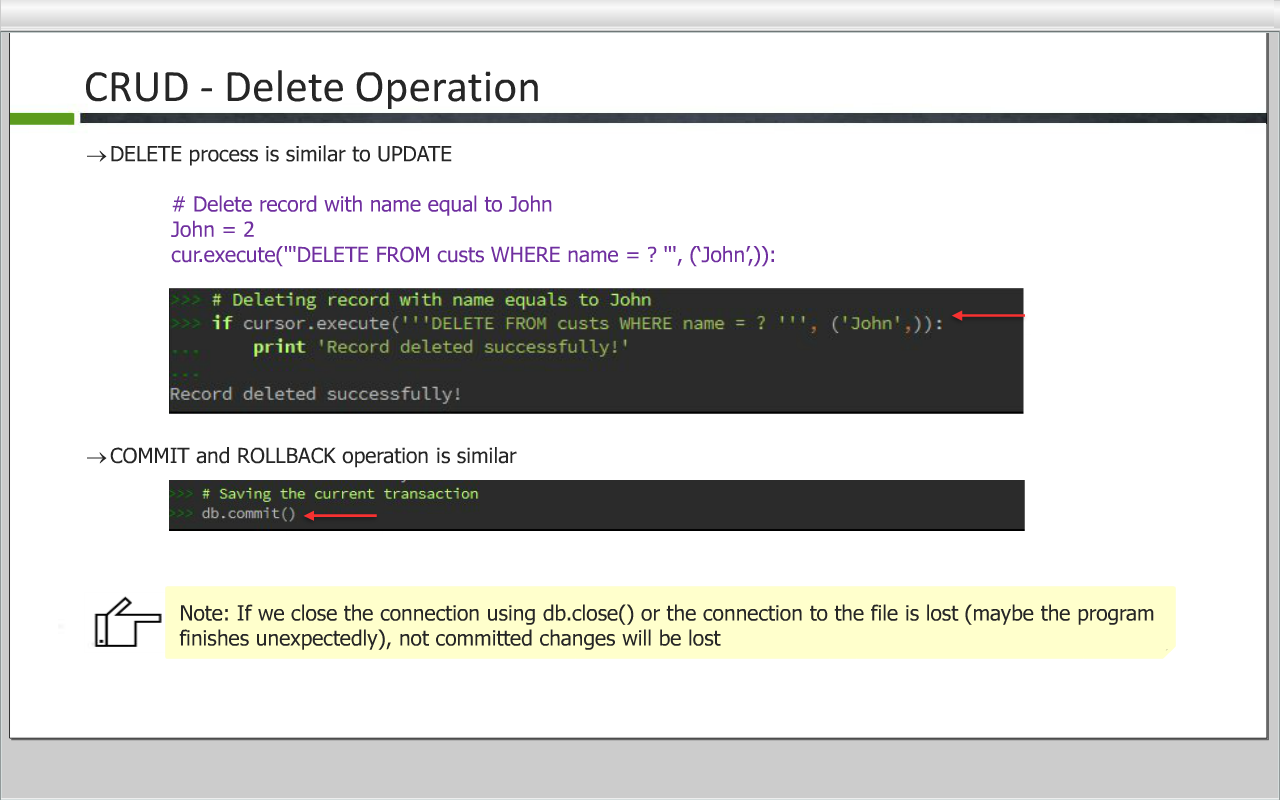 CRUD - Delete Operation
→DELETE process is similar to UPDATE
# Delete record with name equal to John
John = 2
cur.execute('''DELETE FROM custs WHERE name = ? ''', (‘John’,)):
>>> # Deleting record with name equals to John
>>> if cursor.execute('''DELETE FROM custs WHERE name = ? ''', ('John',)):
... print 'Record deleted successfully!'
...
Record deleted successfully!
→COMMIT and ROLLBACK operation is similar
>>> # Saving the current transaction
>>> db.commit()
Note: If we close the connection using db.close() or the connection to the file is lost (maybe the program
finishes unexpectedly), not committed changes will be lost